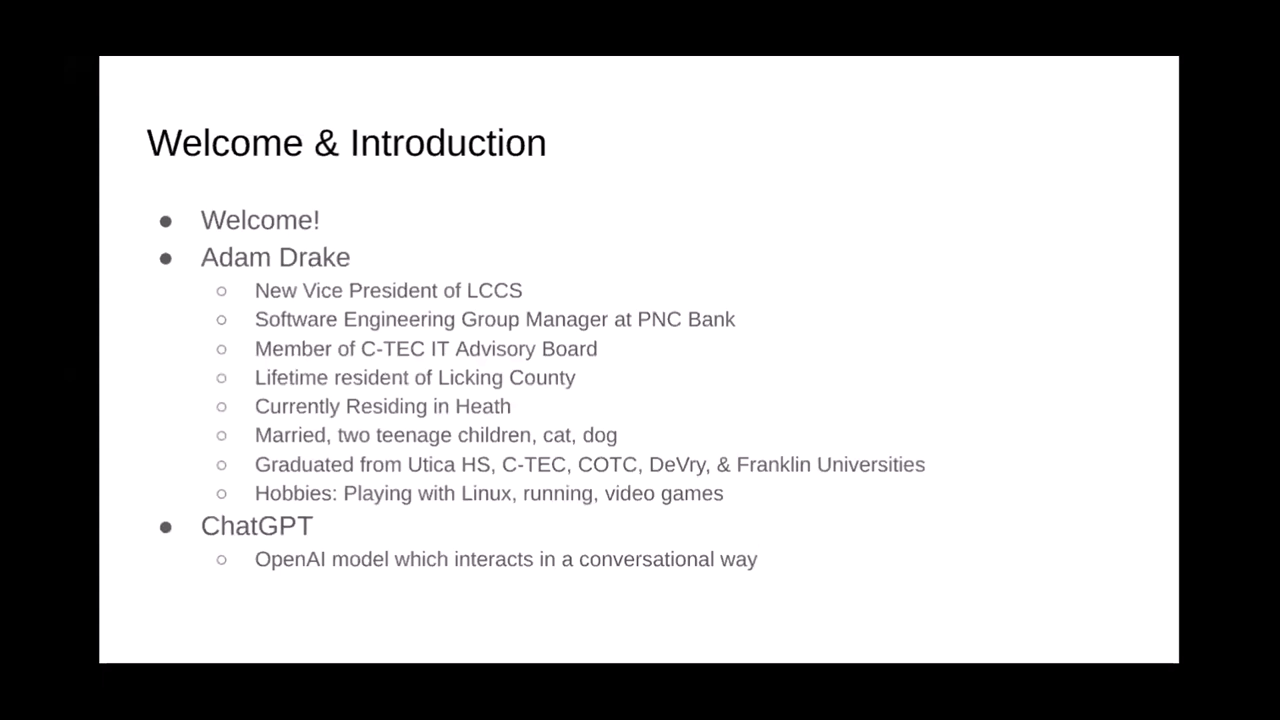 Welcome & Introduction
● Welcome!
● Adam Drake
○ New Vice President of LCCS
○ Software Engineering Group Manager at PNC Bank
○ Member of C-TEC IT Advisory Board
○ Lifetime resident of Licking County
○ Currently Residing in Heath
○ Married, two teenage children, cat, dog
○ Graduated from Utica HS, C-TEC, COTC, DeVry, & Franklin Universities
○ Hobbies: Playing with Linux, running, video games
● ChatGPT
○ OpenAI model which interacts in a conversational way